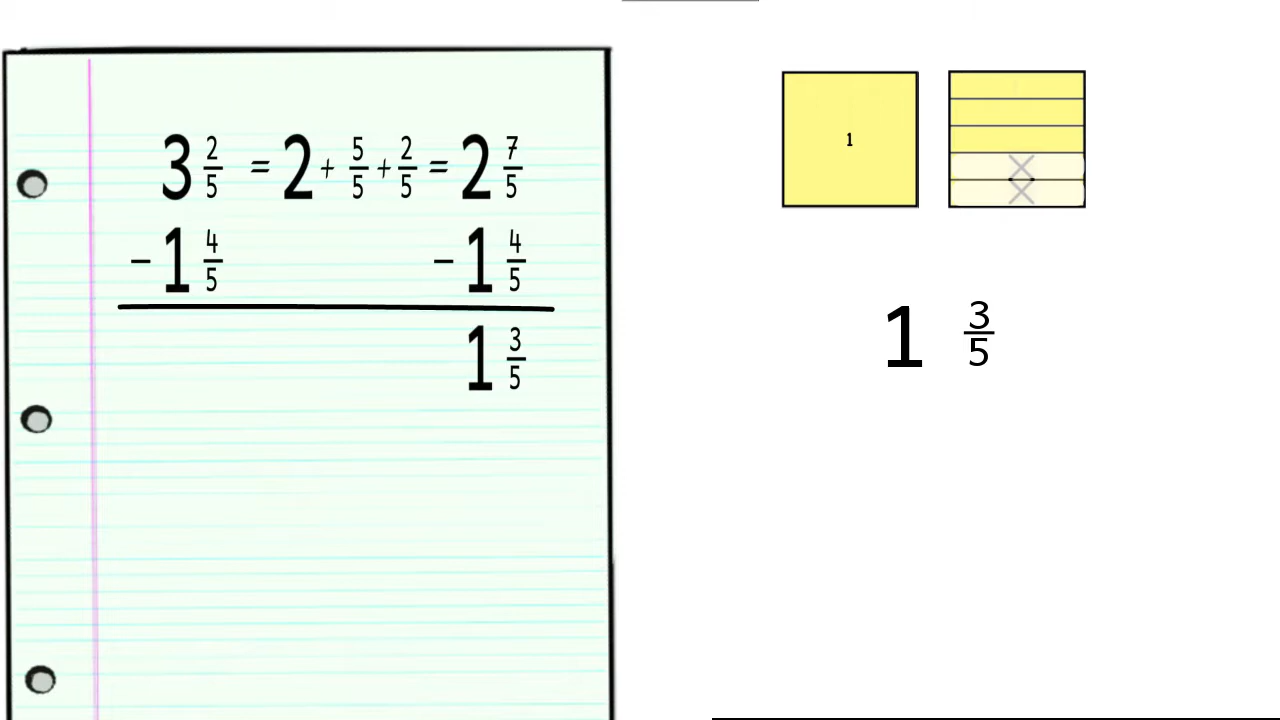 3 2/5 = 2 + 5/5 + 2/5 = 2 7/5
- 1 4/5 - 1 4/5
1 3/5
1
1 3/5